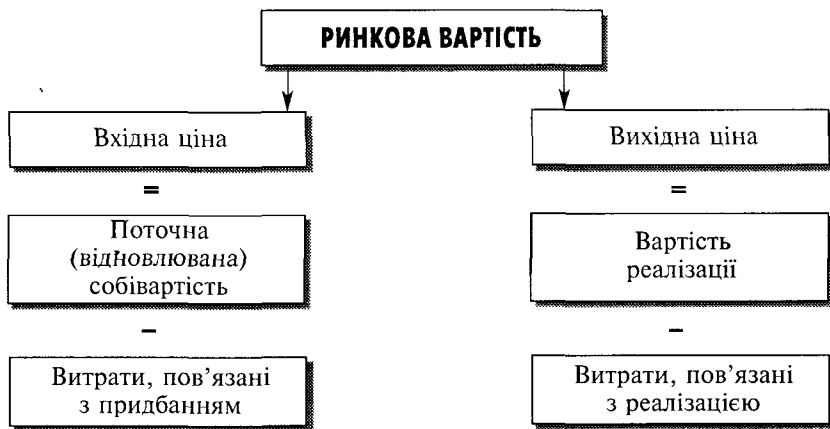 РИНКОВА ВАРТІСТЬ
Вхідна ціна
=
Поточна
(відновлювана)
собівартість
–
Витрати, пов’язані
з придбанням
Вихідна ціна
=
Вартість
реалізації
–
Витрати, пов’язані
з реалізацією